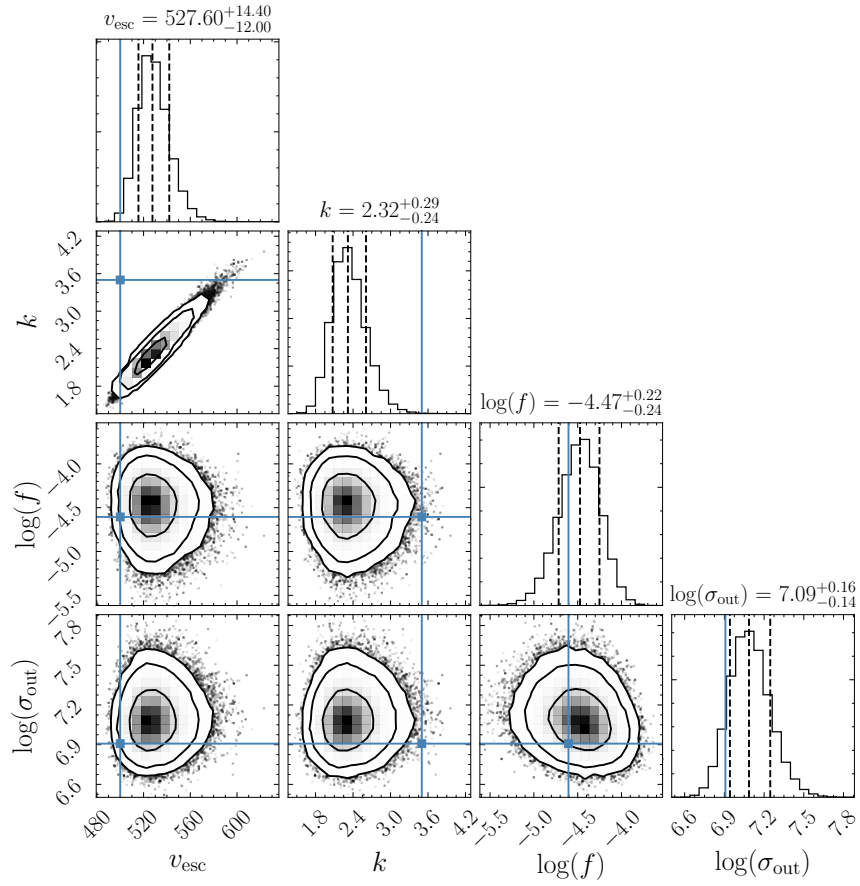 v_esc = 527.60^{+14.40}_{-12.00}
k = 2.32^{+0.29}_{-0.24}
log(f) = −4.47^{+0.22}_{-0.24}
log(σ_out) = 7.09^{+0.16}_{-0.14}
4.2
3.6
3.0
2.4
1.8
k
−4.0
−4.5
−5.0
−5.5
log(f)
7.8
7.5
7.2
6.9
6.6
log(σ_out)
480 520 560 600
v_esc
1.8 2.4 3.0 3.6 4.2
k
−5.5 −5.0 −4.5 −4.0
log(f)
6.6 6.9 7.2 7.5 7.8
log(σ_out)